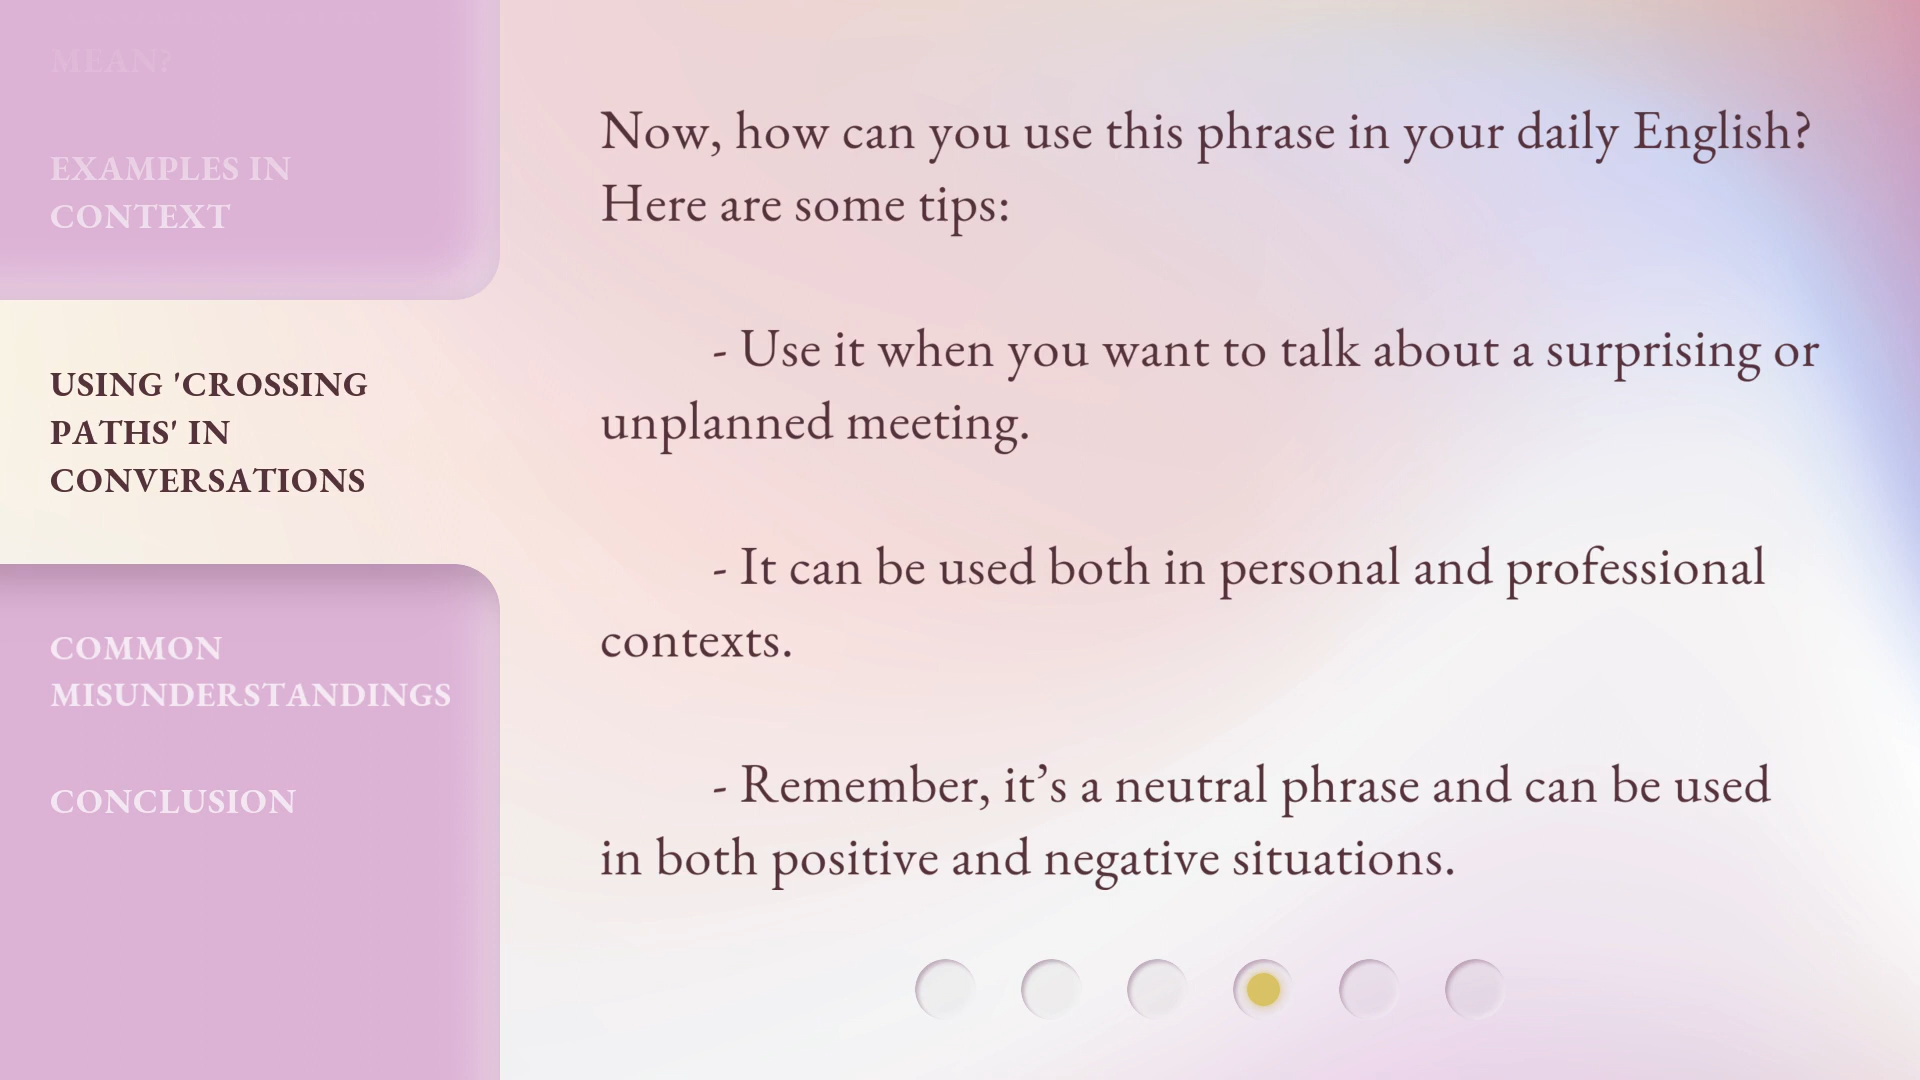 MEAN?
EXAMPLES IN
CONTEXT
USING 'CROSSING
PATHS' IN
CONVERSATIONS
COMMON
MISUNDERSTANDINGS
CONCLUSION
Now, how can you use this phrase in your daily English?
Here are some tips:
- Use it when you want to talk about a surprising or
unplanned meeting.
- It can be used both in personal and professional
contexts.
- Remember, it’s a neutral phrase and can be used
in both positive and negative situations.